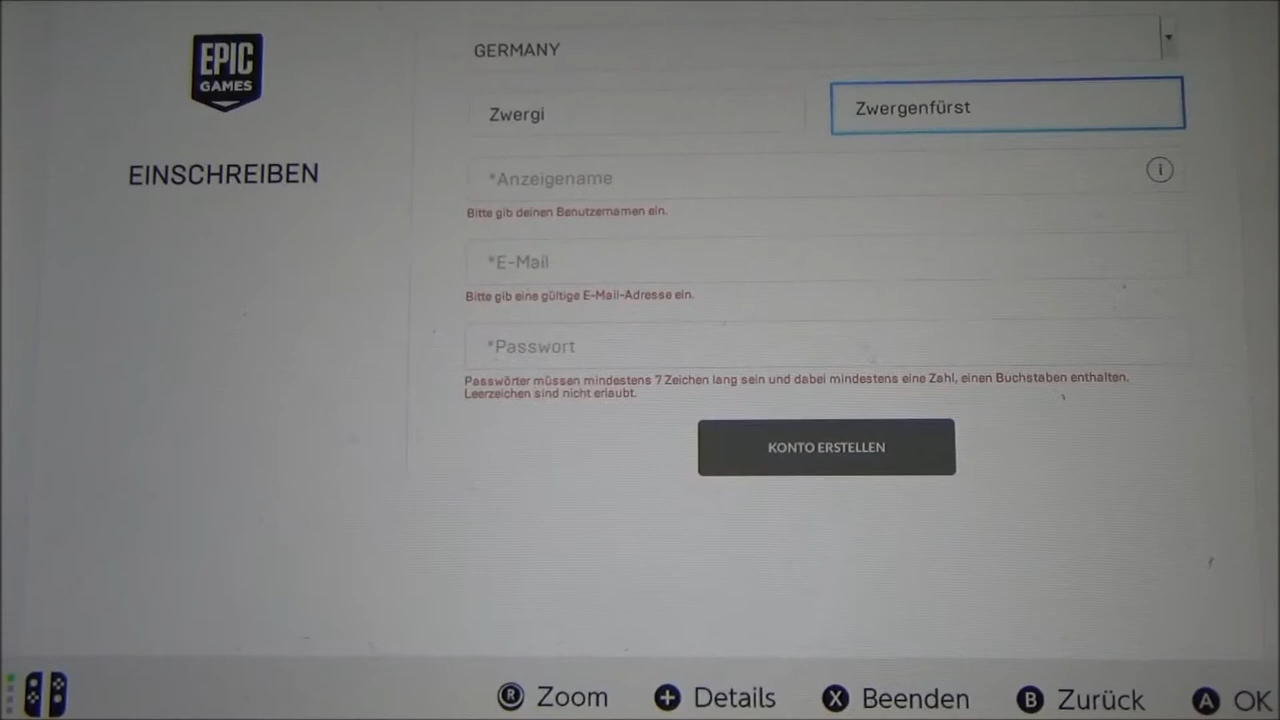 EPIC
GAMES
EINSCHREIBEN
GERMANY
Zwergi
Zwergenfürst
*Anzeigename
Bitte gib deinen Benutzernamen ein.
*E-Mail
Bitte gib eine gültige E-Mail-Adresse ein.
*Passwort
Passwörter müssen mindestens 7 Zeichen lang sein und dabei mindestens eine Zahl, einen Buchstaben enthalten.
Leerzeichen sind nicht erlaubt.
KONTO ERSTELLEN
R Zoom + Details X Beenden B Zurück A OK